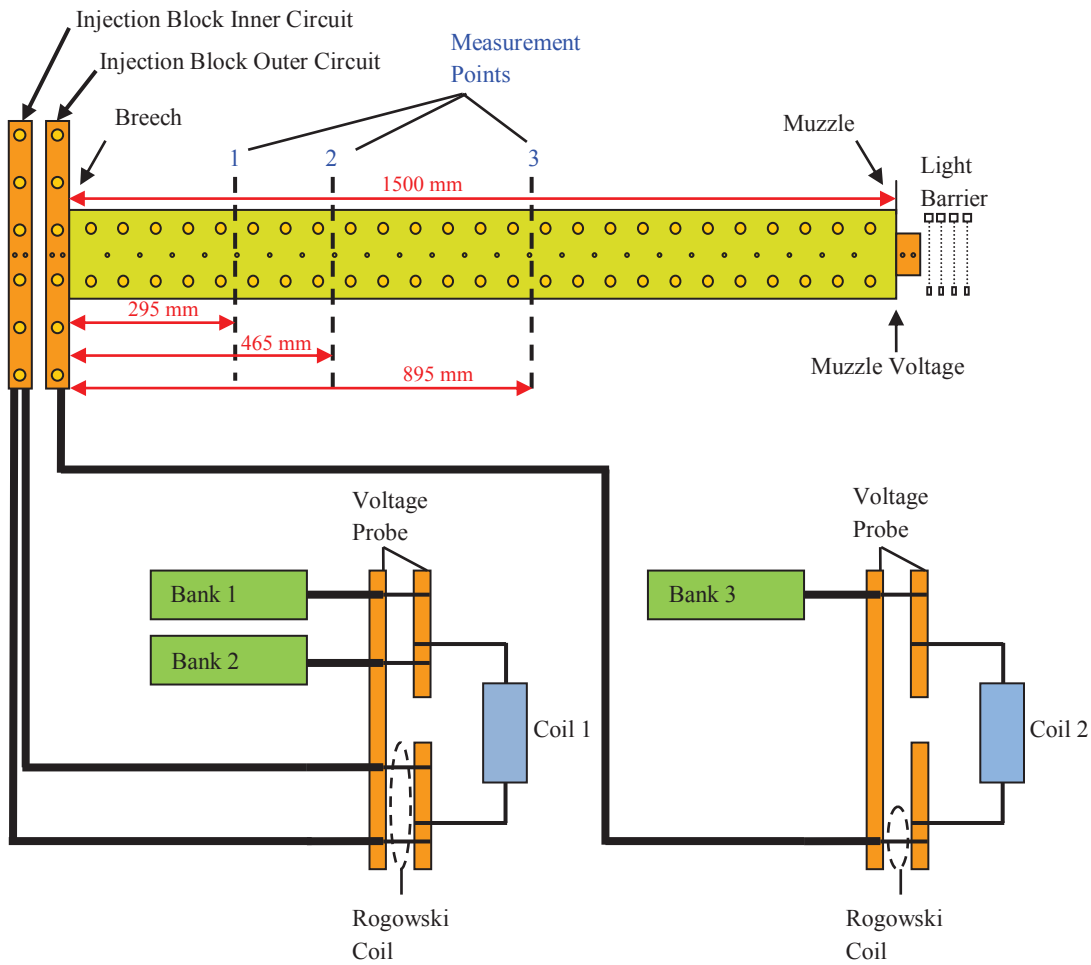 Injection Block Inner Circuit
Injection Block Outer Circuit
Measurement
Points
Breech
Muzzle
1
2
3
Light
Barrier
1500 mm
295 mm
465 mm
895 mm
Muzzle Voltage
Voltage
Probe
Voltage
Probe
Bank 1
Bank 2
Bank 3
Coil 1
Coil 2
Rogowski
Coil
Rogowski
Coil